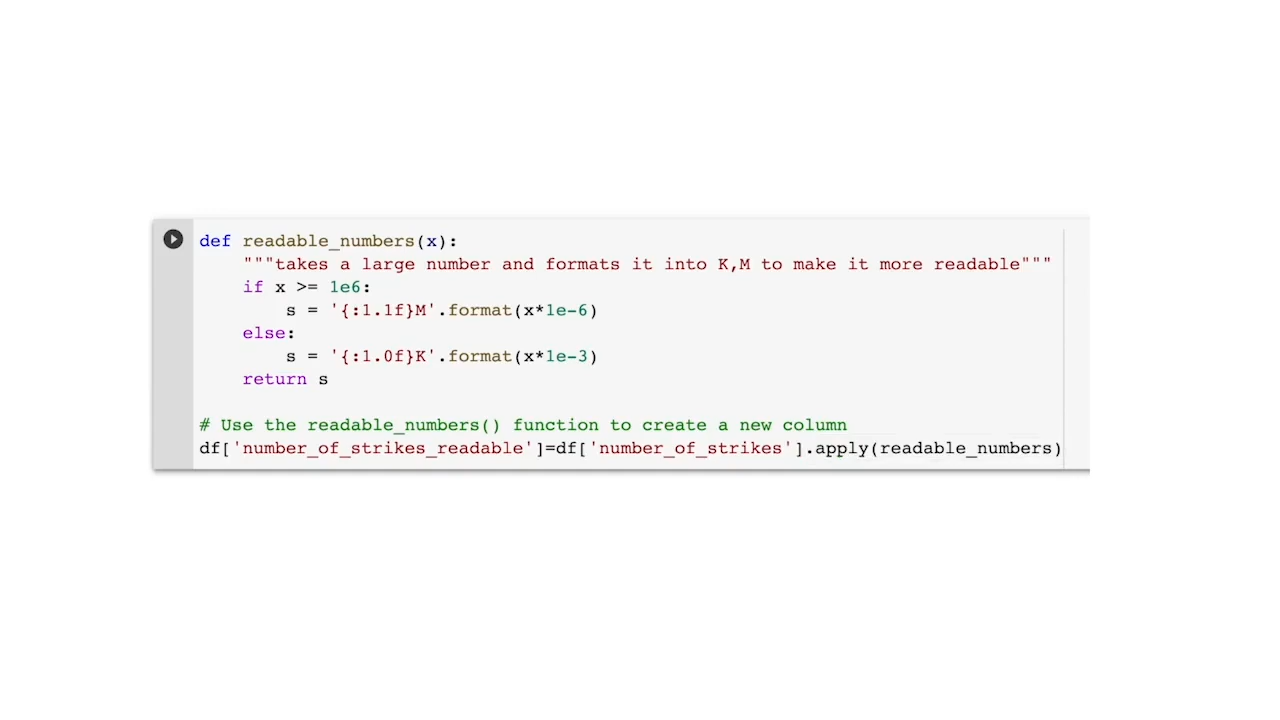 def readable_numbers(x):
    """takes a large number and formats it into K,M to make it more readable"""
    if x >= 1e6:
        s = '{:1.1f}M'.format(x*1e-6)
    else:
        s = '{:1.0f}K'.format(x*1e-3)
    return s

# Use the readable_numbers() function to create a new column
df['number_of_strikes_readable']=df['number_of_strikes'].apply(readable_numbers)